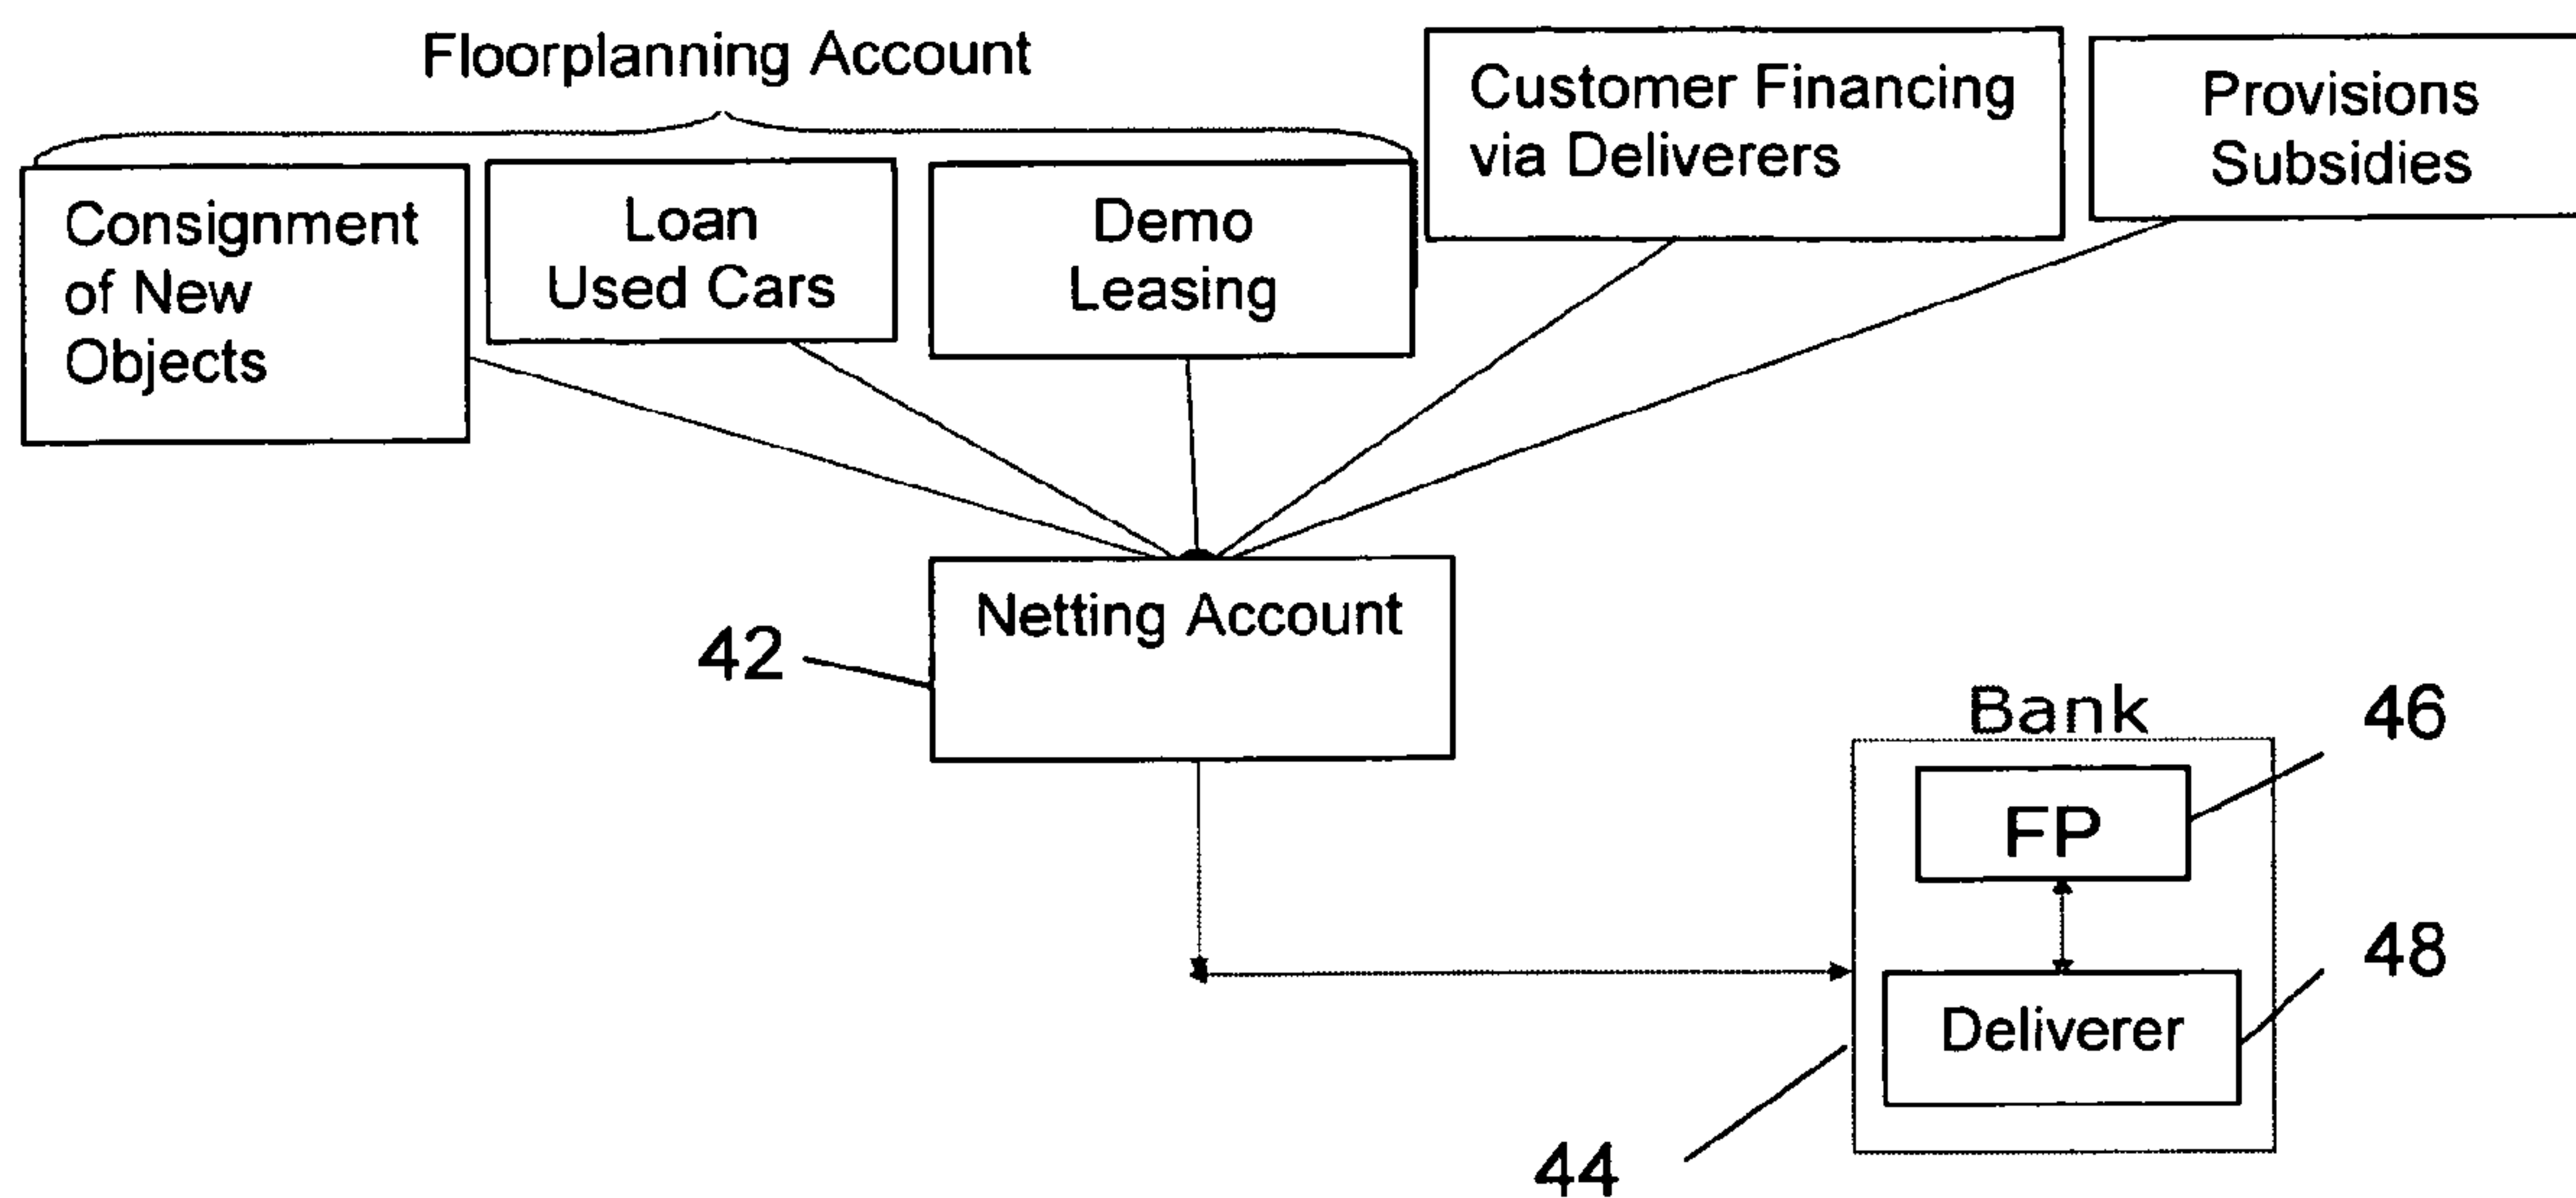 Floorplanning Account
Consignment
of New
Objects
Loan
Used Cars
Demo
Leasing
Customer Financing
via Deliverers
Provisions
Subsidies
Netting Account
42
Bank
46
FP
48
Deliverer
44